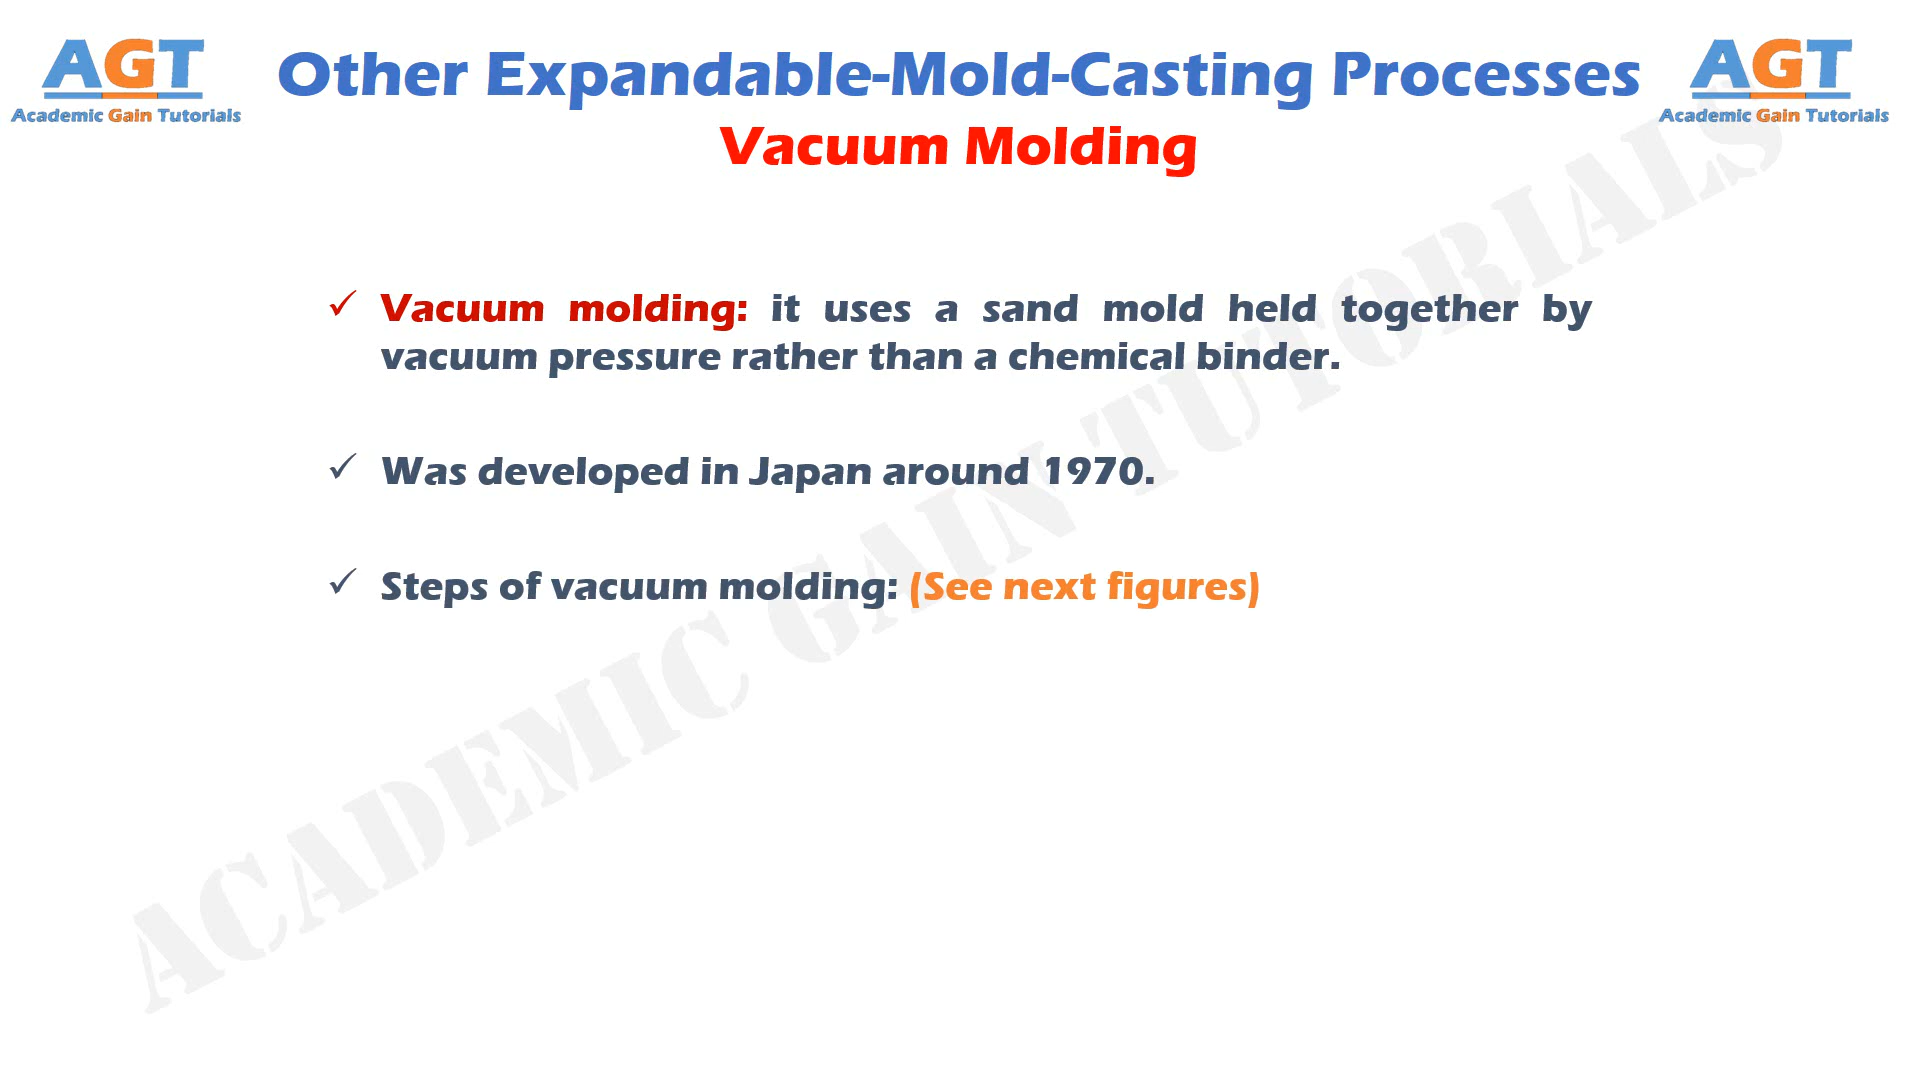 AGT
Academic Gain Tutorials
Other Expandable-Mold-Casting Processes
Vacuum Molding
AGT
Academic Gain Tutorials
✓ Vacuum molding: it uses a sand mold held together by
vacuum pressure rather than a chemical binder.
✓ Was developed in Japan around 1970.
✓ Steps of vacuum molding: (See next figures)
ACADEMIC GAIN TUTORIALS